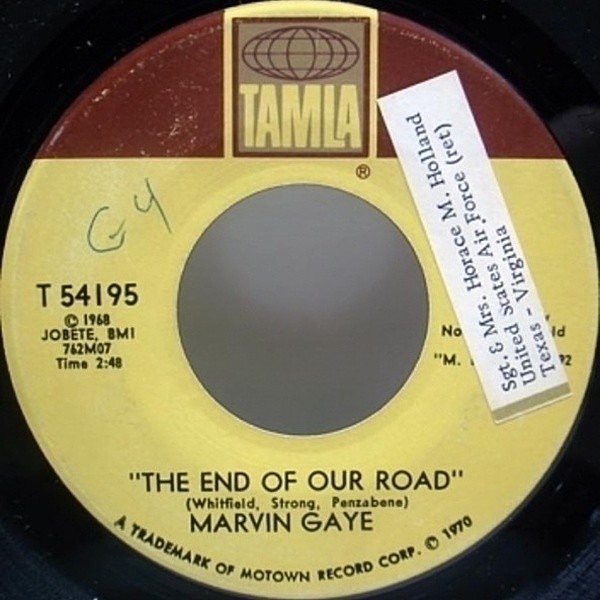 TAMLA
®
G4
T 54195
© 1968
JOBETE, BMI
762M07
Time 2:48
Sgt. & Mrs. Horace M. Holland
United States Air Force (ret)
Texas - Virginia
"M.
"THE END OF OUR ROAD"
(Whitfield, Strong, Penzabene)
MARVIN GAYE
A TRADEMARK OF MOTOWN RECORD CORP. © 1970